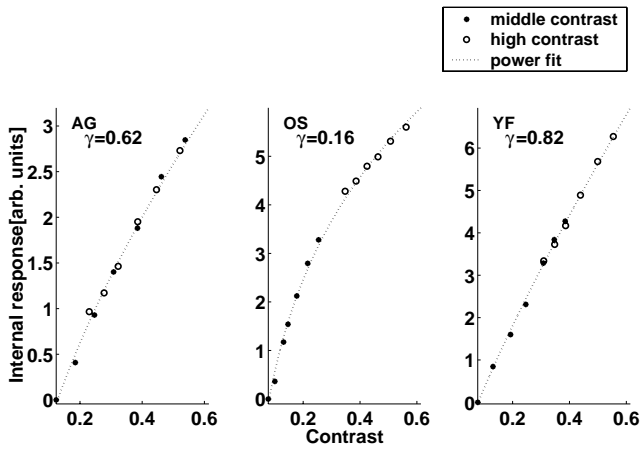 middle contrast
high contrast
power fit
Internal response[arb. units]
AG
γ=0.62
3
2.5
2
1.5
1
0.5
0
0.2 0.4 0.6
OS
γ=0.16
5
4
3
2
1
0
0.2 0.4 0.6
YF
γ=0.82
6
5
4
3
2
1
0
0.2 0.4 0.6
Contrast